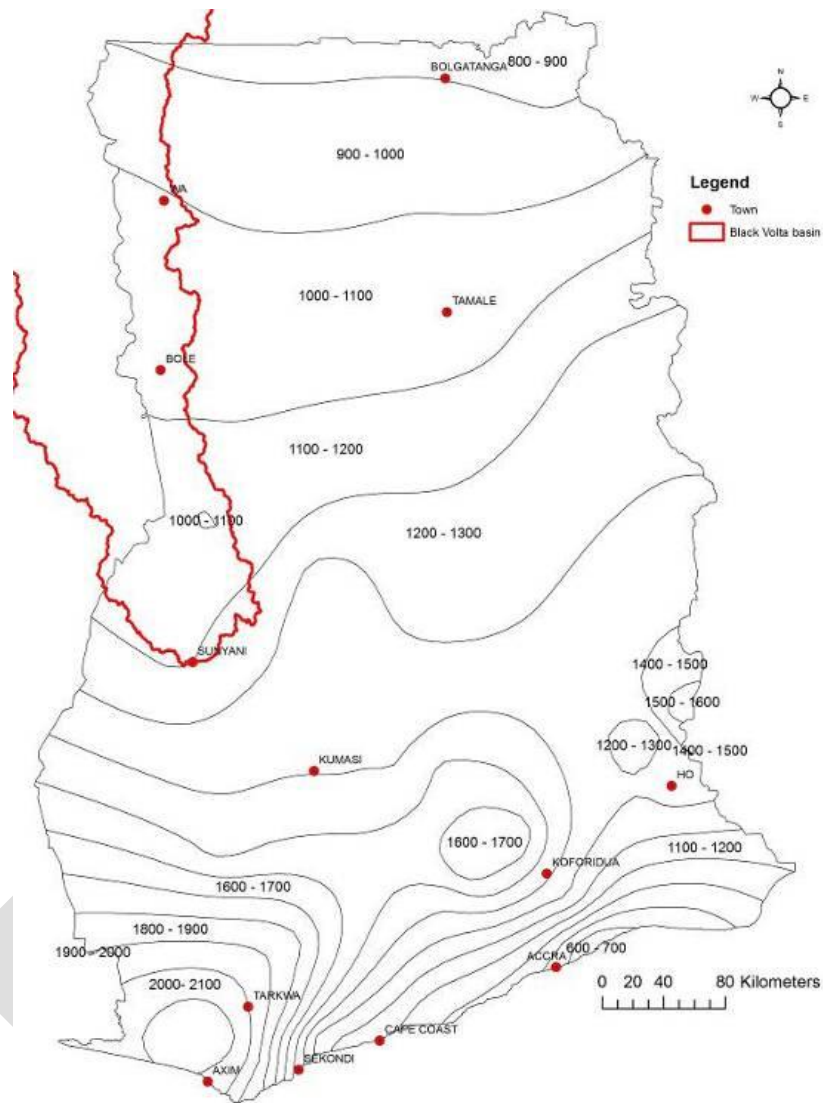 800 - 900
BOLGATANGA
N
W
E
S
900 - 1000
Legend
Town
Black Volta basin
WA
1000 - 1100
TAMALE
BOLE
1100 - 1200
1000 - 1100
1200 - 1300
SUNYANI
1400 - 1500
1500 - 1600
1200 - 1300
1400 - 1500
KUMASI
HO
1600 - 1700
1100 - 1200
KOFORIDUA
1600 - 1700
1800 - 1900
1900 - 2000
600 - 700
ACCRA
2000 - 2100
0 20 40 80 Kilometers
TARKWA
CAPE COAST
SEKONDI
AXIM